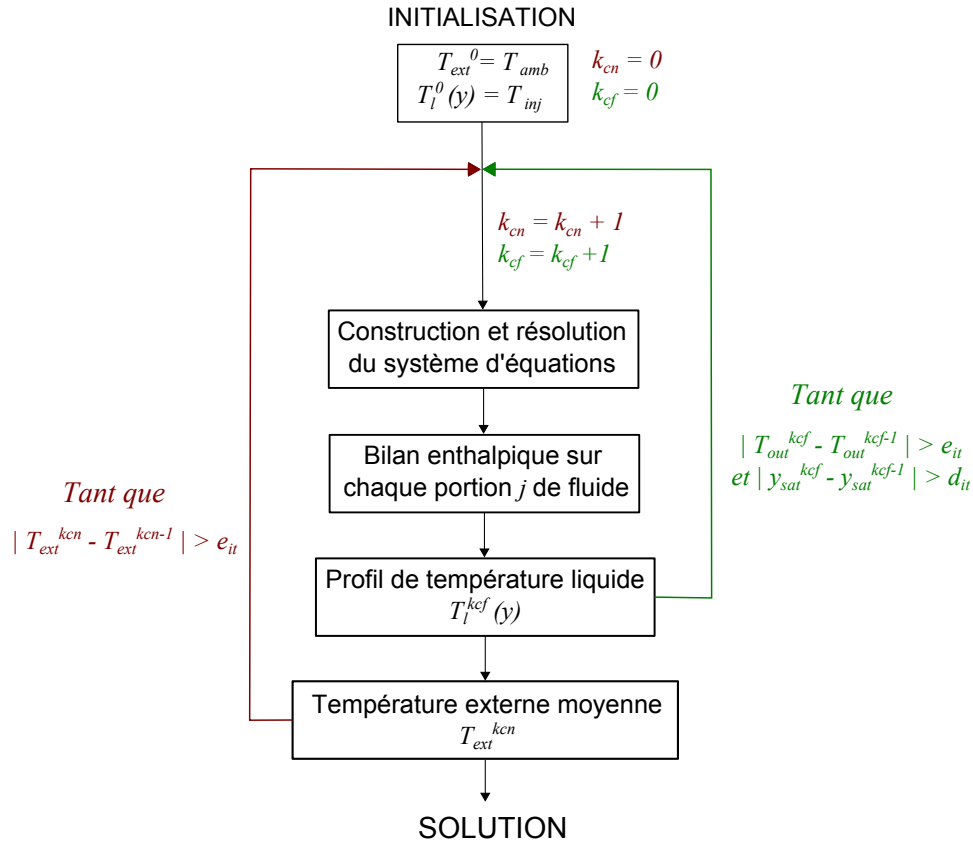 INITIALISATION
T_ext^0 = T_amb
T_l^0 (y) = T_inj
k_cn = 0
k_cf = 0
k_cn = k_cn + 1
k_cf = k_cf +1
Construction et résolution
du système d'équations
Bilan enthalpique sur
chaque portion j de fluide
Profil de température liquide
T_l^kcf (y)
Tant que
| T_out^kcf - T_out^kcf-1 | > e_it
et | y_sat^kcf - y_sat^kcf-1 | > d_it
Tant que
| T_ext^kcn - T_ext^kcn-1 | > e_it
Température externe moyenne
T_ext^kcn
SOLUTION